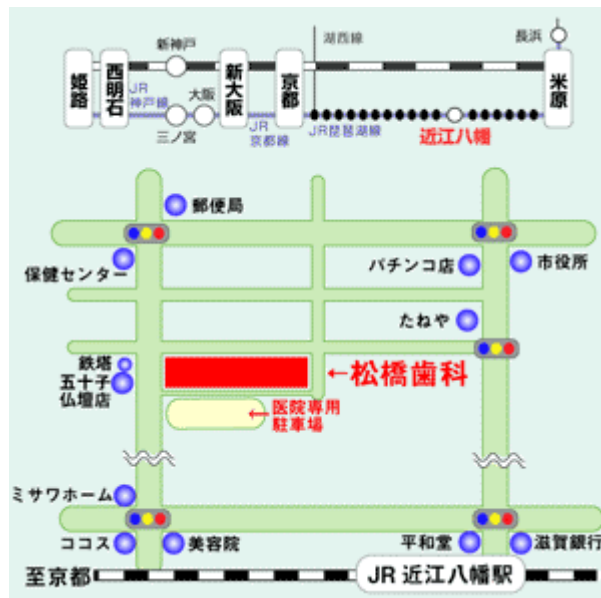 新神戸
湖西線
長浜
姫路
西明石
JR
神戸線
大阪
新大阪
京都
米原
三ノ宮
JR
京都線
JR琵琶湖線
近江八幡
郵便局
保健センター
パチンコ店
市役所
たねや
鉄塔
五十子
仏壇店
←松橋歯科
←医院専用
駐車場
ミサワホーム
ココス
美容院
平和堂
滋賀銀行
至京都
JR 近江八幡駅